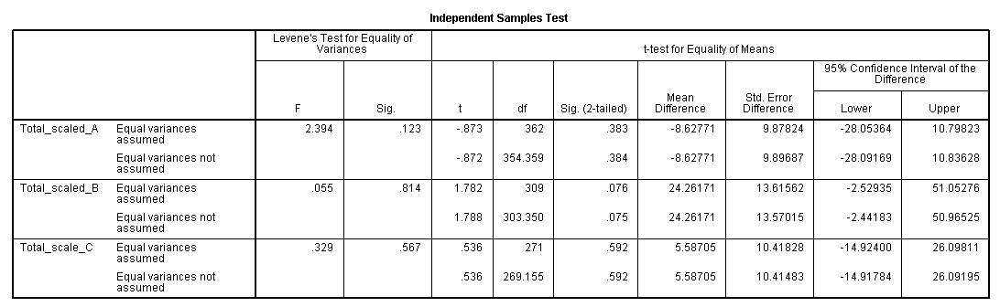 Independent Samples Test
Levene's Test for Equality of Variances
t-test for Equality of Means
95% Confidence Interval of the Difference
F Sig. t df Sig. (2-tailed) Mean Difference Std. Error Difference Lower Upper
Total_scaled_A Equal variances assumed 2.394 .123 -.873 362 .383 -8.62771 9.87824 -28.05364 10.79823
Equal variances not assumed -.872 354.359 .384 -8.62771 9.89687 -28.09169 10.83628
Total_scaled_B Equal variances assumed .055 .814 1.782 309 .076 24.26171 13.61562 -2.52935 51.05276
Equal variances not assumed 1.788 303.350 .075 24.26171 13.57015 -2.44183 50.96525
Total_scale_C Equal variances assumed .329 .567 .536 271 .592 5.58705 10.41828 -14.92400 26.09811
Equal variances not assumed .536 269.155 .592 5.58705 10.41483 -14.91784 26.09195